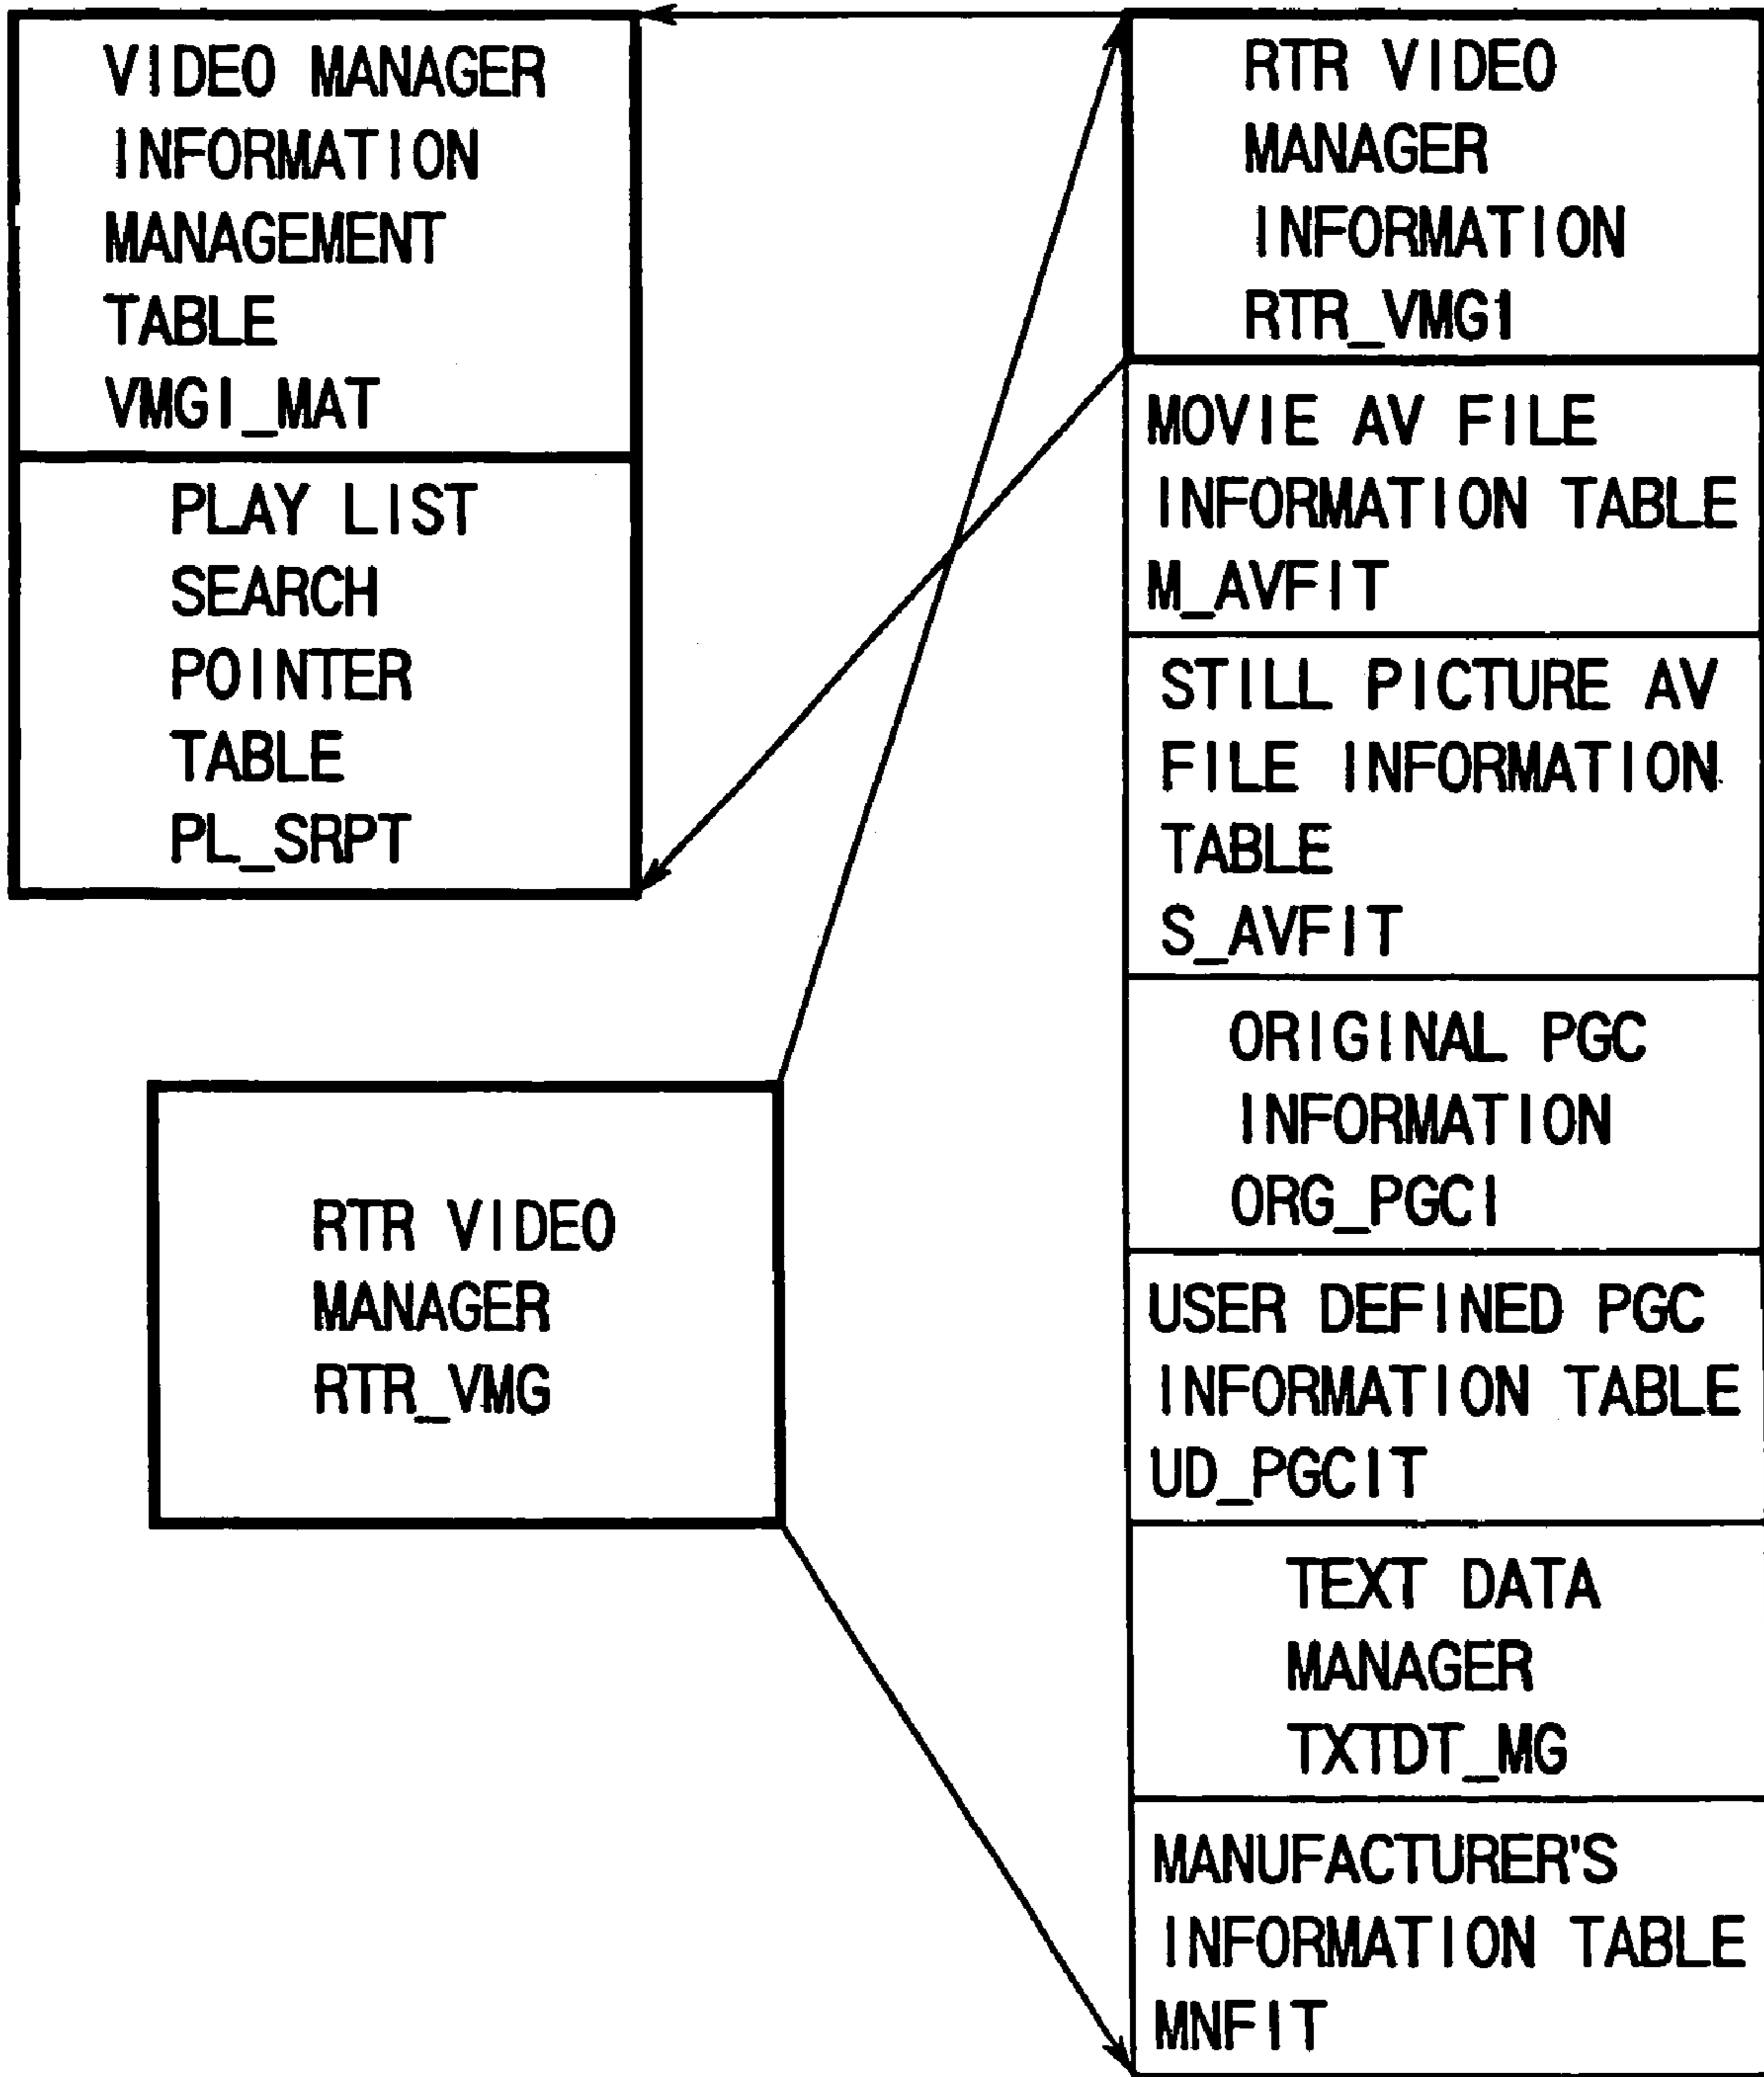 VIDEO MANAGER
INFORMATION
MANAGEMENT
TABLE
VMGI_MAT
PLAY LIST
SEARCH
POINTER
TABLE
PL_SRPT
RTR VIDEO
MANAGER
RTR_VMG
RTR VIDEO
MANAGER
INFORMATION
RTR_VMGI
MOVIE AV FILE
INFORMATION TABLE
M_AVFIT
STILL PICTURE AV
FILE INFORMATION
TABLE
S_AVFIT
ORIGINAL PGC
INFORMATION
ORG_PGCI
USER DEFINED PGC
INFORMATION TABLE
UD_PGCIT
TEXT DATA
MANAGER
TXTDT_MG
MANUFACTURER'S
INFORMATION TABLE
MNFIT